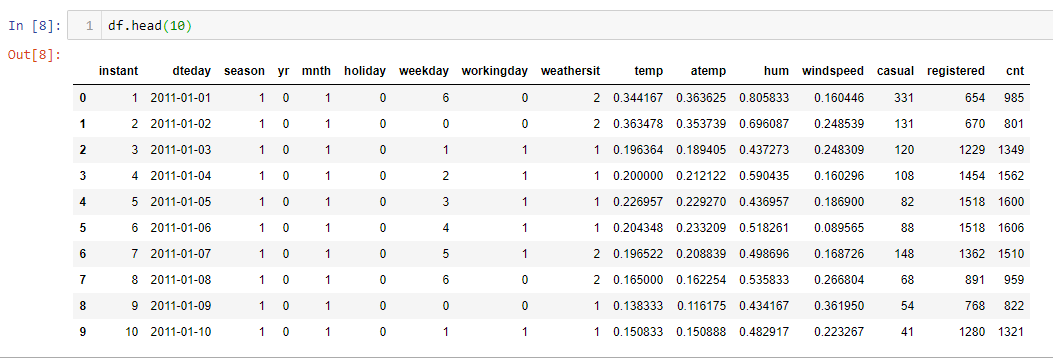 In [8]: 1 df.head(10)
Out[8]:
instant dteday season yr mnth holiday weekday workingday weathersit temp atemp hum windspeed casual registered cnt
0 1 2011-01-01 1 0 1 0 6 0 2 0.344167 0.363625 0.805833 0.160446 331 654 985
1 2 2011-01-02 1 0 1 0 0 0 2 0.363478 0.353739 0.696087 0.248539 131 670 801
2 3 2011-01-03 1 0 1 0 1 1 1 0.196364 0.189405 0.437273 0.248309 120 1229 1349
3 4 2011-01-04 1 0 1 0 2 1 1 0.200000 0.212122 0.590435 0.160296 108 1454 1562
4 5 2011-01-05 1 0 1 0 3 1 1 0.226957 0.229270 0.436957 0.186900 82 1518 1600
5 6 2011-01-06 1 0 1 0 4 1 1 0.204348 0.233209 0.518261 0.089565 88 1518 1606
6 7 2011-01-07 1 0 1 0 5 1 2 0.196522 0.208839 0.498696 0.168726 148 1362 1510
7 8 2011-01-08 1 0 1 0 6 0 2 0.165000 0.162254 0.535833 0.266804 68 891 959
8 9 2011-01-09 1 0 1 0 0 0 1 0.138333 0.116175 0.434167 0.361950 54 768 822
9 10 2011-01-10 1 0 1 0 1 1 1 0.150833 0.150888 0.482917 0.223267 41 1280 1321